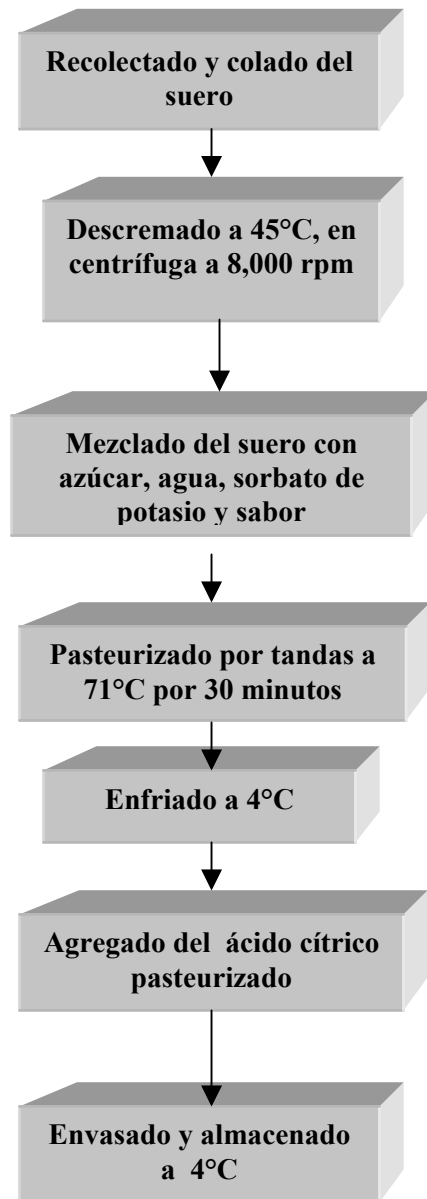 Recolectado y colado del
suero
Descremado a 45°C, en
centrífuga a 8,000 rpm
Mezclado del suero con
azúcar, agua, sorbato de
potasio y sabor
Pasteurizado por tandas a
71°C por 30 minutos
Enfriado a 4°C
Agregado del ácido cítrico
pasteurizado
Envasado y almacenado
a 4°C